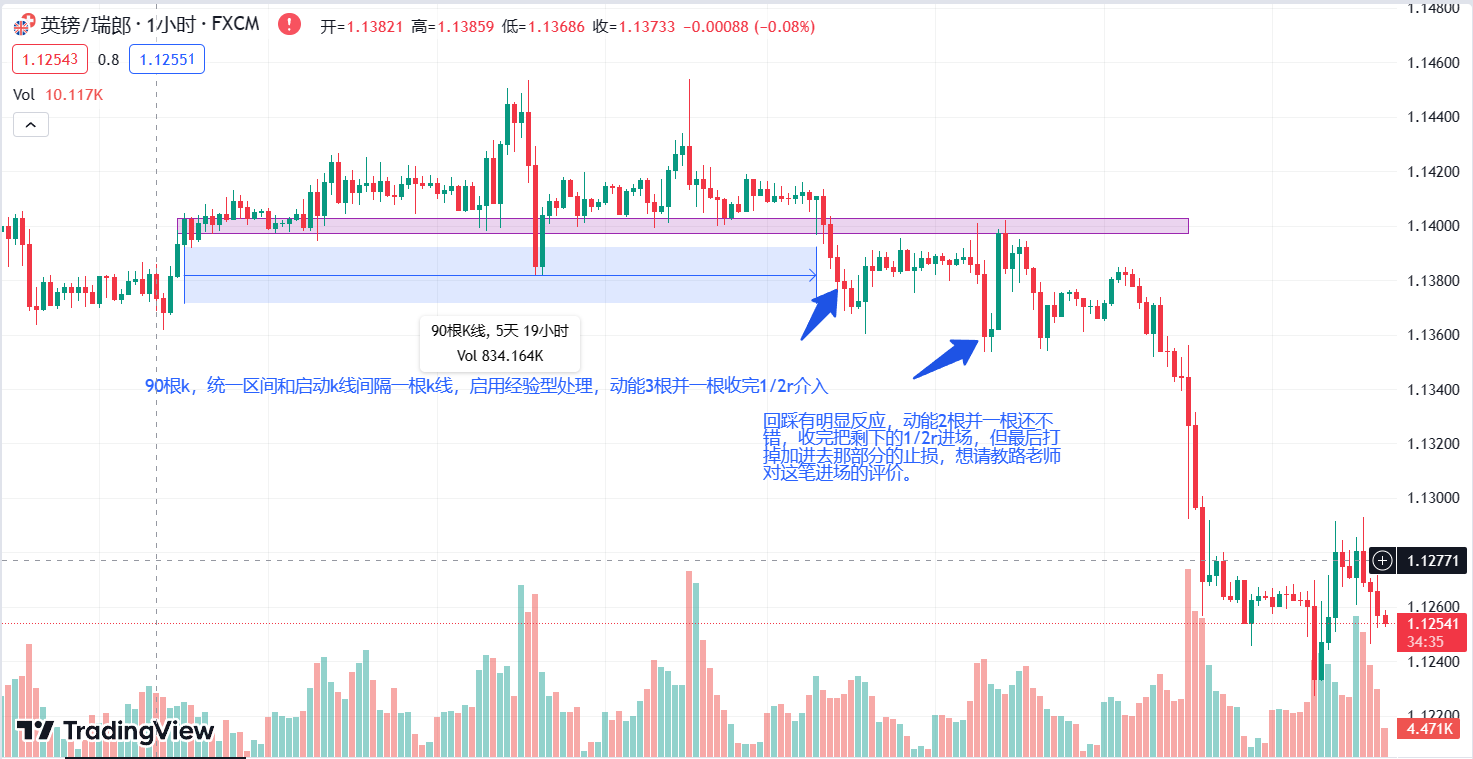 英镑/瑞郎 · 1小时 · FXCM ! 开=1.13821 高=1.13859 低=1.13686 收=1.13733 −0.00088 (−0.08%)
1.12543 0.8 1.12551
Vol 10.117K
90根K线, 5天 19小时
Vol 834.164K
90根k，统一区间和启动k线间隔一根k线，启用经验型处理，动能3根并一根收完1/2r介入
回踩有明显反应，动能2根并一根还不
错，收完把剩下的1/2r进场，但最后打
掉加进去那部分的止损，想请教路老师
对这笔进场的评价。
1.14800
1.14600
1.14400
1.14200
1.14000
1.13800
1.13600
1.13400
1.13200
1.13000
1.12771
1.12600
1.12541
34:35
1.12400
1.12200
4.471K
TradingView